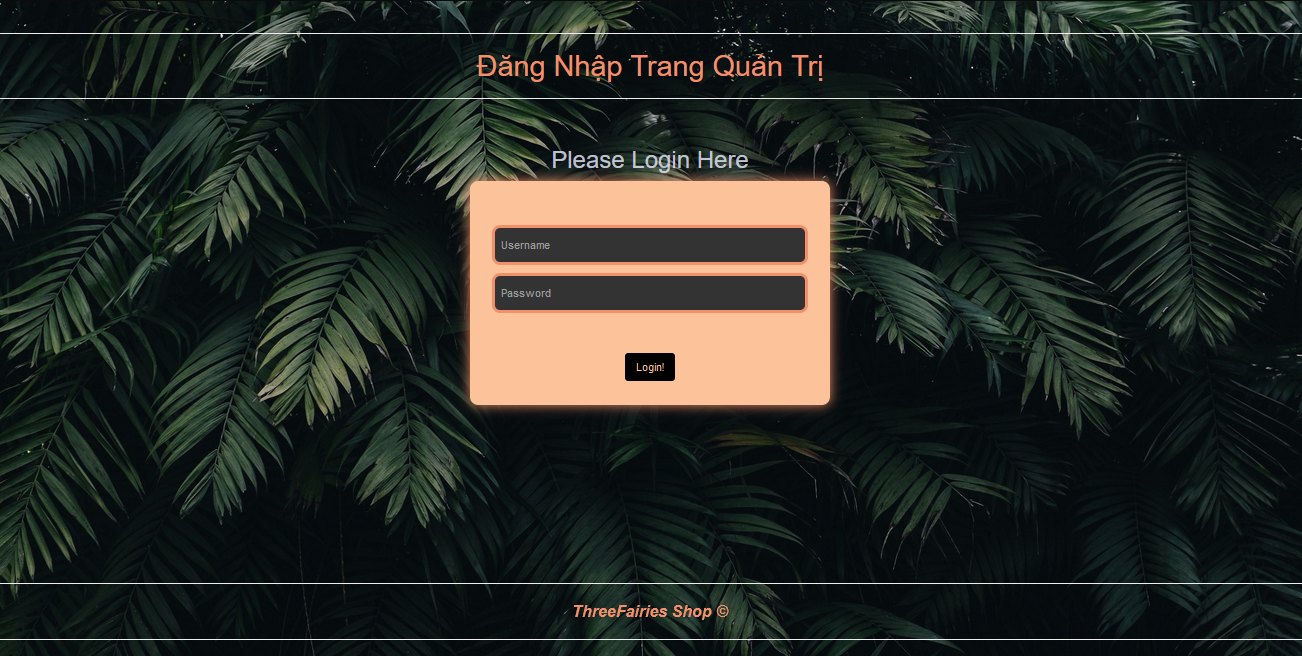 Đăng Nhập Trang Quản Trị
Please Login Here
Username
Password
Login!
ThreeFairies Shop ©